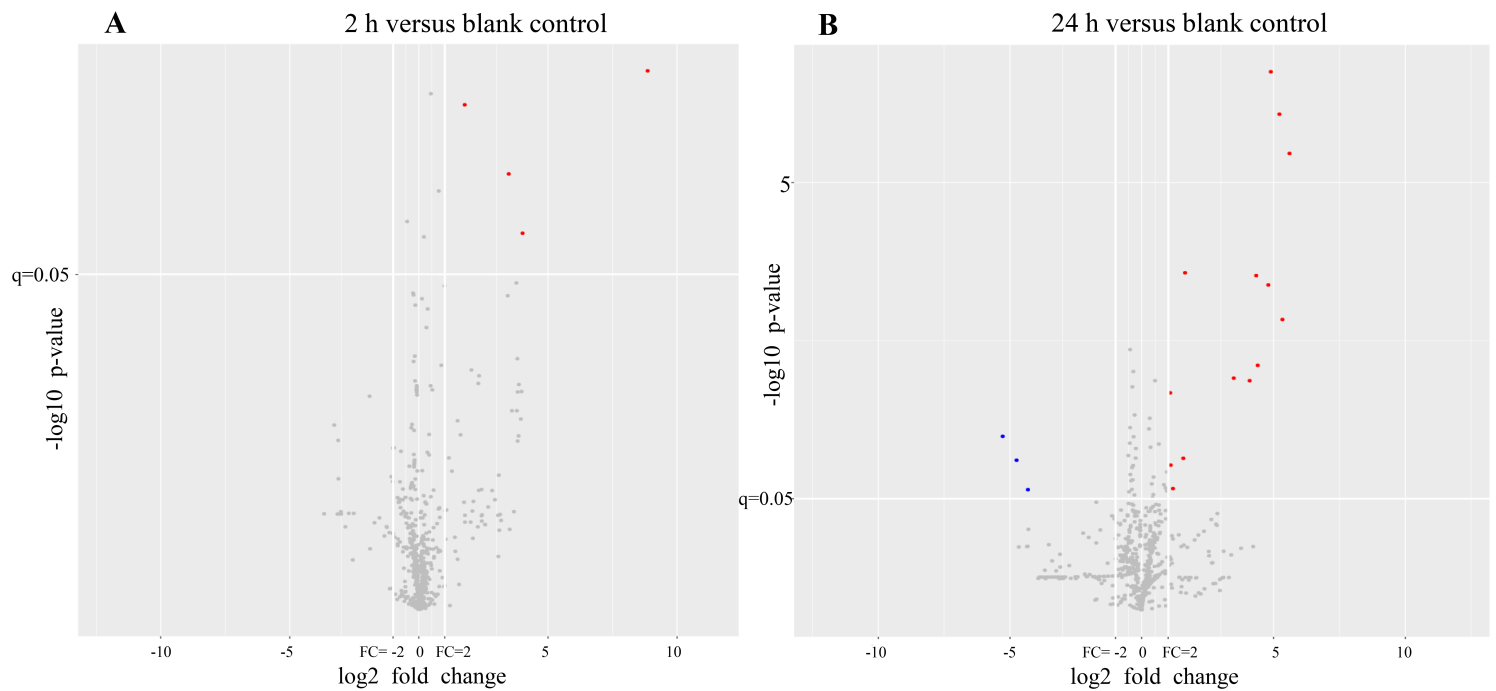 A
2 h versus blank control
q=0.05
-log10 p-value
-10
-5
FC= -2
0
FC=2
5
10
log2 fold change
B
24 h versus blank control
5
q=0.05
-log10 p-value
-10
-5
FC= -2
0
FC=2
5
10
log2 fold change